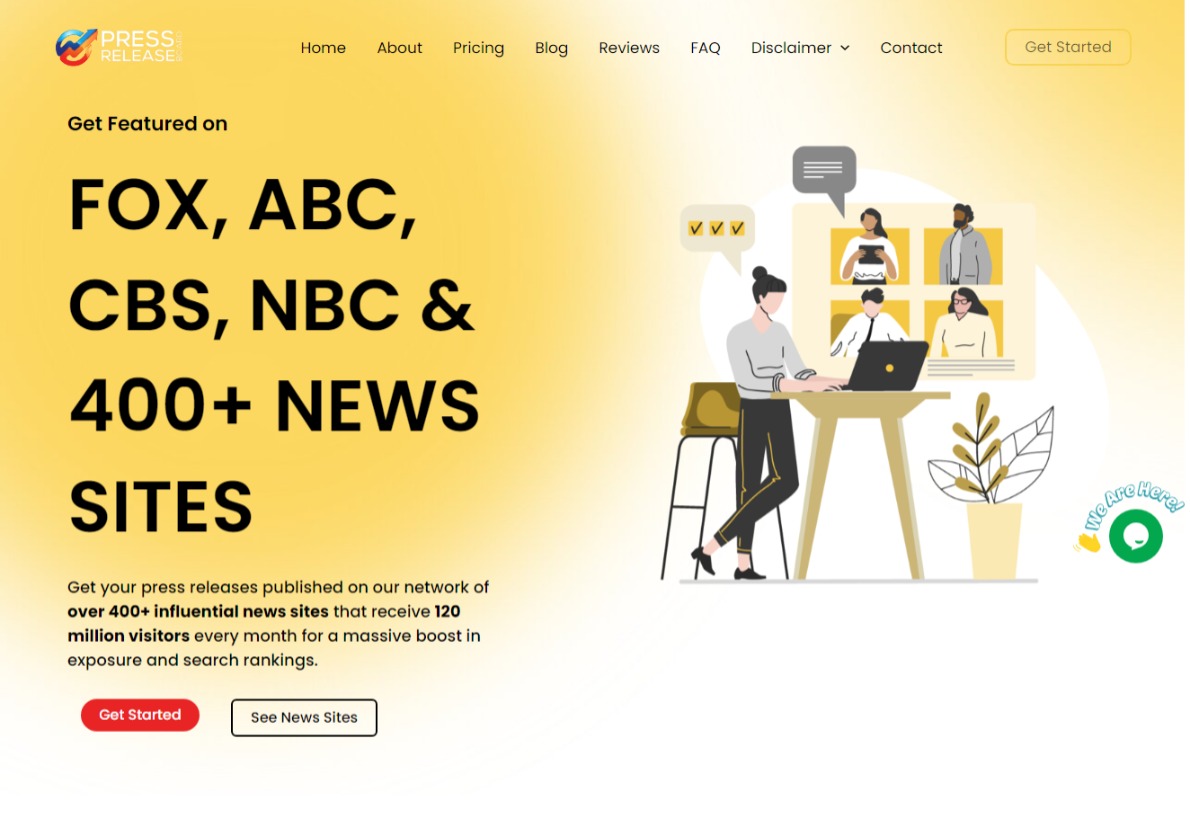 PRESS
RELEASE
Home About Pricing Blog Reviews FAQ Disclaimer Contact Get Started
Get Featured on
FOX, ABC,
CBS, NBC &
400+ NEWS
SITES
We Are Here!
Get your press releases published on our network of
over 400+ influential news sites that receive 120
million visitors every month for a massive boost in
exposure and search rankings.
Get Started See News Sites